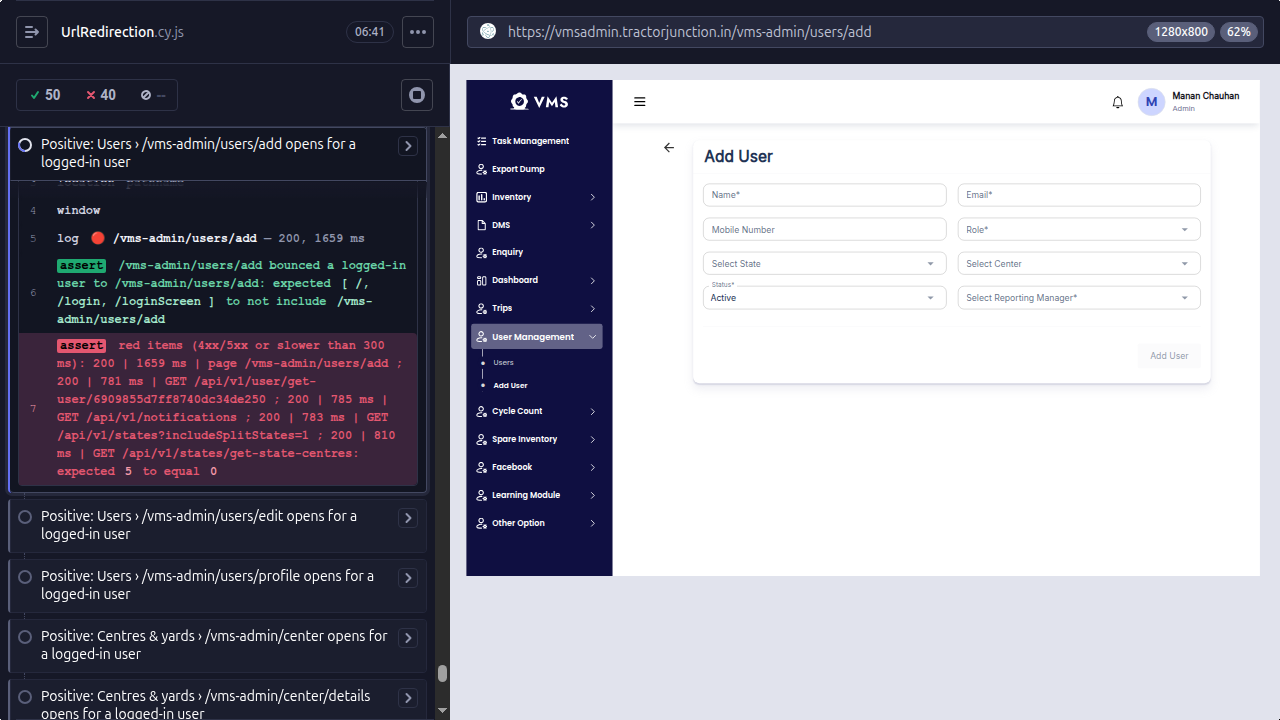 UrlRedirection.cy.js
06:41
https://vmsadmin.tractorjunction.in/vms-admin/users/add
1280x800
62%
50
40
--
Positive: Users › /vms-admin/users/add opens for a
logged-in user
4 window
5 log 🔴 /vms-admin/users/add — 200, 1659 ms
6 assert /vms-admin/users/add bounced a logged-in
user to /vms-admin/users/add: expected [ /,
/login, /loginScreen ] to not include /vms-
admin/users/add
7 assert red items (4xx/5xx or slower than 300
ms): 200 | 1659 ms | page /vms-admin/users/add ;
200 | 781 ms | GET /api/v1/user/get-
user/6909855d7ff8740dc34de250 ; 200 | 785 ms |
GET /api/v1/notifications ; 200 | 783 ms | GET
/api/v1/states?includeSplitStates=1 ; 200 | 810
ms | GET /api/v1/states/get-state-centres:
expected 5 to equal 0
Positive: Users › /vms-admin/users/edit opens for a
logged-in user
Positive: Users › /vms-admin/users/profile opens for a
logged-in user
Positive: Centres & yards › /vms-admin/center opens for
a logged-in user
Positive: Centres & yards › /vms-admin/center/details
opens for a logged-in user
VMS
Task Management
Export Dump
Inventory
DMS
Enquiry
Dashboard
Trips
User Management
Users
Add User
Cycle Count
Spare Inventory
Facebook
Learning Module
Other Option
M
Manan Chauhan
Admin
Add User
Name*
Email*
Mobile Number
Role*
Select State
Select Center
Status*
Active
Select Reporting Manager*
Add User